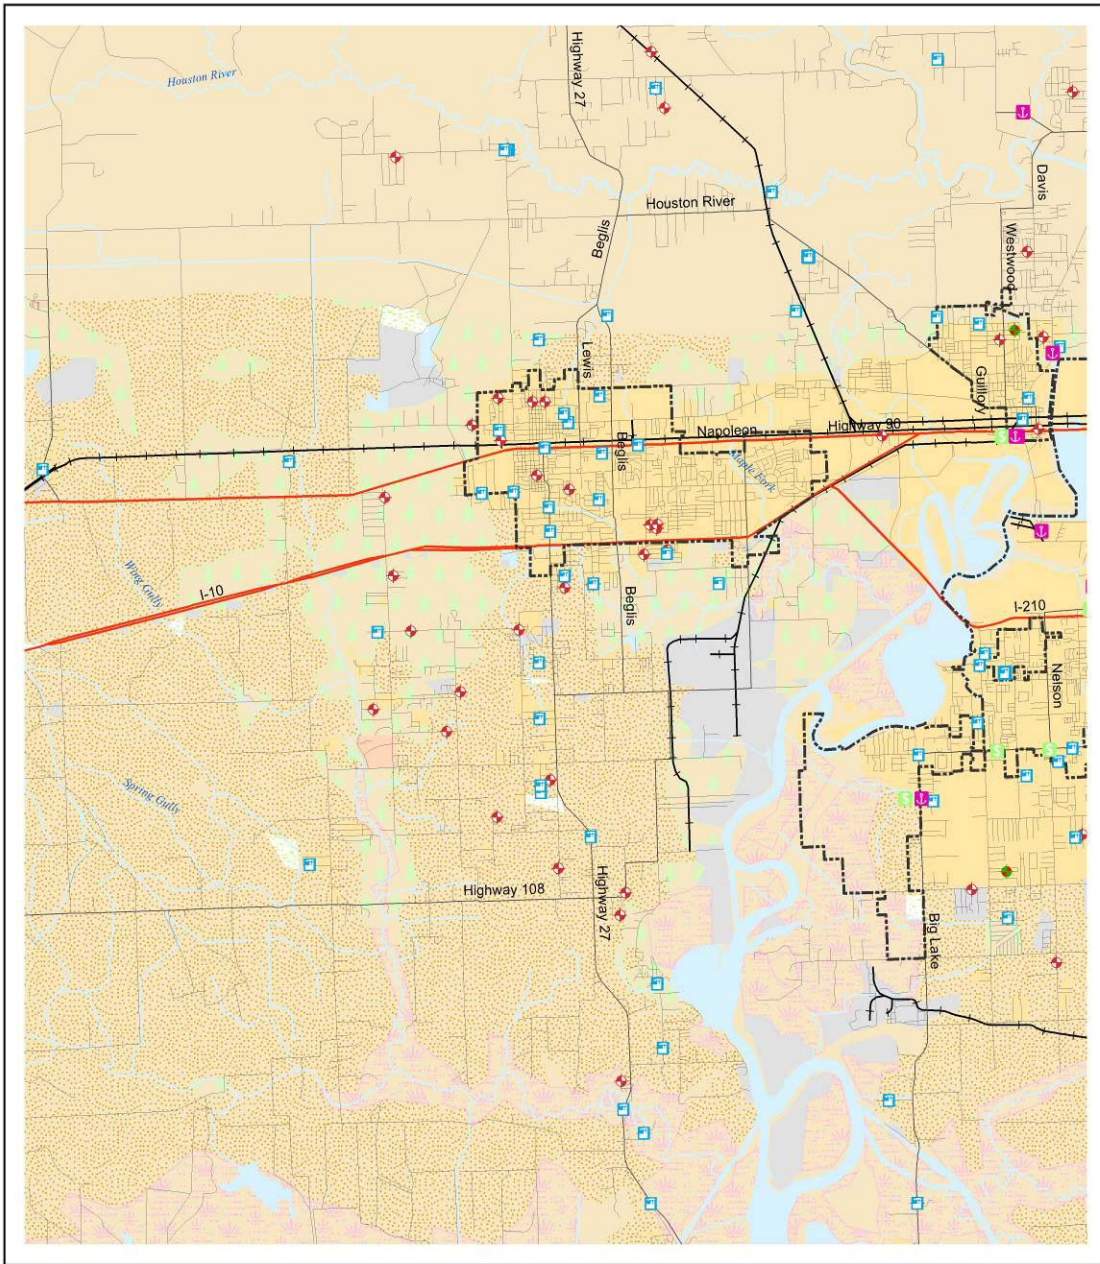 Highway 27
Houston River
Davis
Houston River
Beglis
Westwood
Lewis
Guillory
Napoleon
Highway 90
Beglis
Maple Fork
Wing Gully
I-10
Beglis
I-210
Nelson
Spring Gully
Highway 108
Highway 27
Big Lake